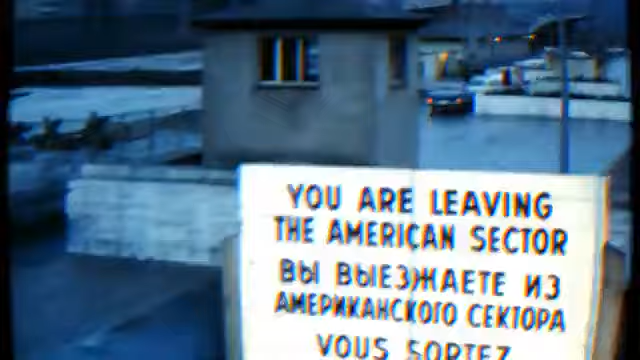 YOU ARE LEAVING
THE AMERICAN SECTOR
ВЫ ВЫЕЗЖАЕТЕ ИЗ
АМЕРИКАНСКОГО СЕКТОРА
VOUS SORTEZ